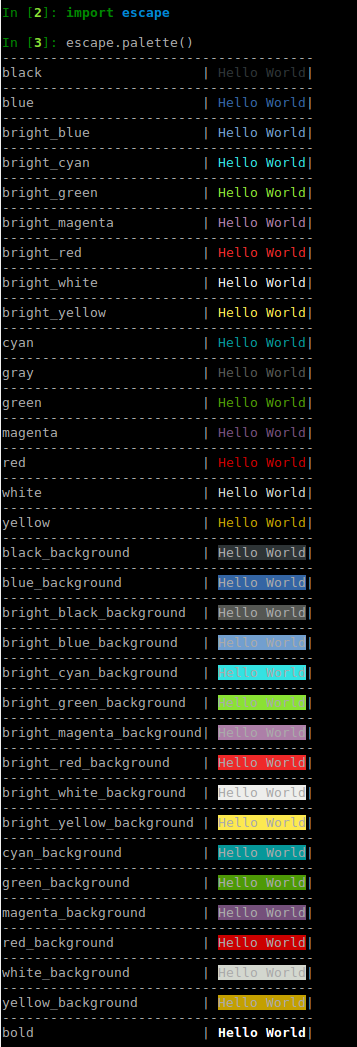 In [2]: import escape
In [3]: escape.palette()
---------------------------------------
black                    | Hello World|
---------------------------------------
blue                     | Hello World|
---------------------------------------
bright_blue              | Hello World|
---------------------------------------
bright_cyan              | Hello World|
---------------------------------------
bright_green             | Hello World|
---------------------------------------
bright_magenta           | Hello World|
---------------------------------------
bright_red               | Hello World|
---------------------------------------
bright_white             | Hello World|
---------------------------------------
bright_yellow            | Hello World|
---------------------------------------
cyan                     | Hello World|
---------------------------------------
gray                     | Hello World|
---------------------------------------
green                    | Hello World|
---------------------------------------
magenta                  | Hello World|
---------------------------------------
red                      | Hello World|
---------------------------------------
white                    | Hello World|
---------------------------------------
yellow                   | Hello World|
---------------------------------------
black_background         | Hello World|
---------------------------------------
blue_background          | Hello World|
---------------------------------------
bright_black_background  | Hello World|
---------------------------------------
bright_blue_background   | Hello World|
---------------------------------------
bright_cyan_background   | Hello World|
---------------------------------------
bright_green_background  | Hello World|
---------------------------------------
bright_magenta_background| Hello World|
---------------------------------------
bright_red_background    | Hello World|
---------------------------------------
bright_white_background  | Hello World|
---------------------------------------
bright_yellow_background | Hello World|
---------------------------------------
cyan_background          | Hello World|
---------------------------------------
green_background         | Hello World|
---------------------------------------
magenta_background       | Hello World|
---------------------------------------
red_background           | Hello World|
---------------------------------------
white_background         | Hello World|
---------------------------------------
yellow_background        | Hello World|
---------------------------------------
bold                     | Hello World|